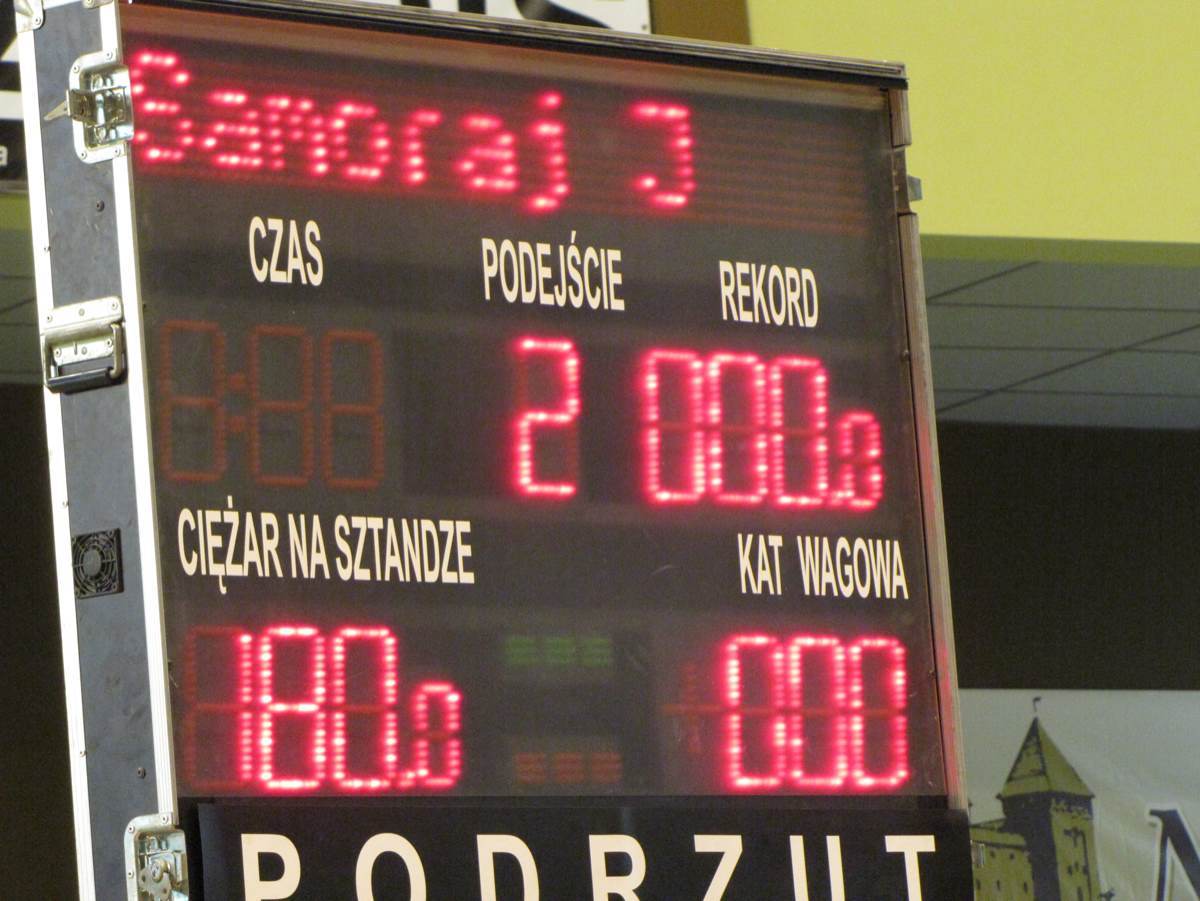 Samoraj J
CZAS PODEJŚCIE REKORD
2 000.0
CIĘŻAR NA SZTANDZE KAT WAGOWA
180.0 000
PODRZUT